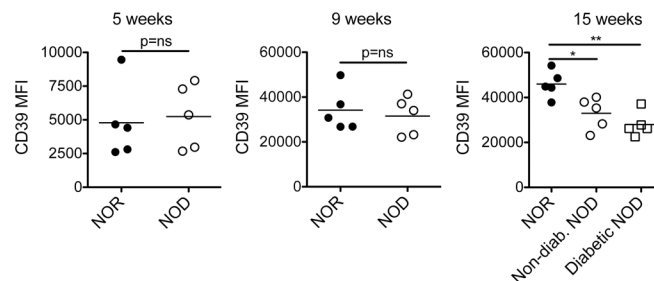 5 weeks
p=ns
CD39 MFI
10000
7500
5000
2500
0
NOR
NOD
9 weeks
p=ns
CD39 MFI
60000
40000
20000
0
NOR
NOD
15 weeks
**
*
CD39 MFI
60000
40000
20000
0
NOR
Non-diab. NOD
Diabetic NOD